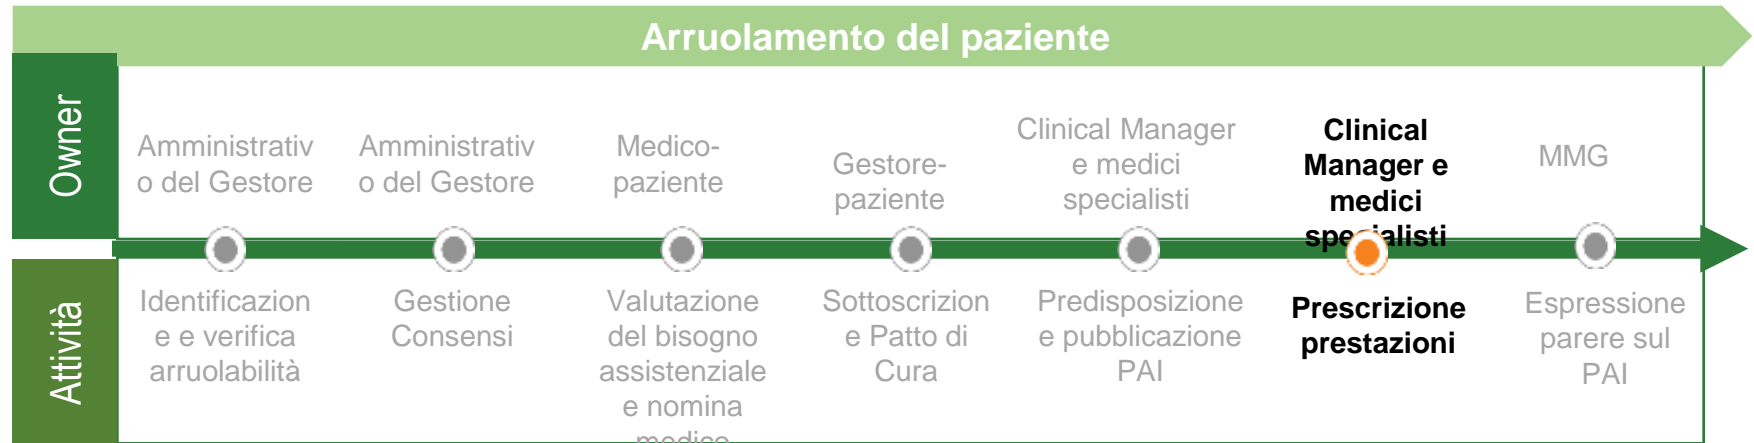 Arruolamento del paziente
Owner
Amministrativ
o del Gestore
Amministrativ
o del Gestore
Medico-
paziente
Gestore-
paziente
Clinical Manager
e medici
specialisti
Clinical
Manager e
medici
specialisti
MMG
Attività
Identificazion
e e verifica
arruolabilità
Gestione
Consensi
Valutazione
del bisogno
assistenziale
e nomina
medico
Sottoscrizion
e Patto di
Cura
Predisposizione
e pubblicazione
PAI
Prescrizione
prestazioni
Espressione
parere sul
PAI